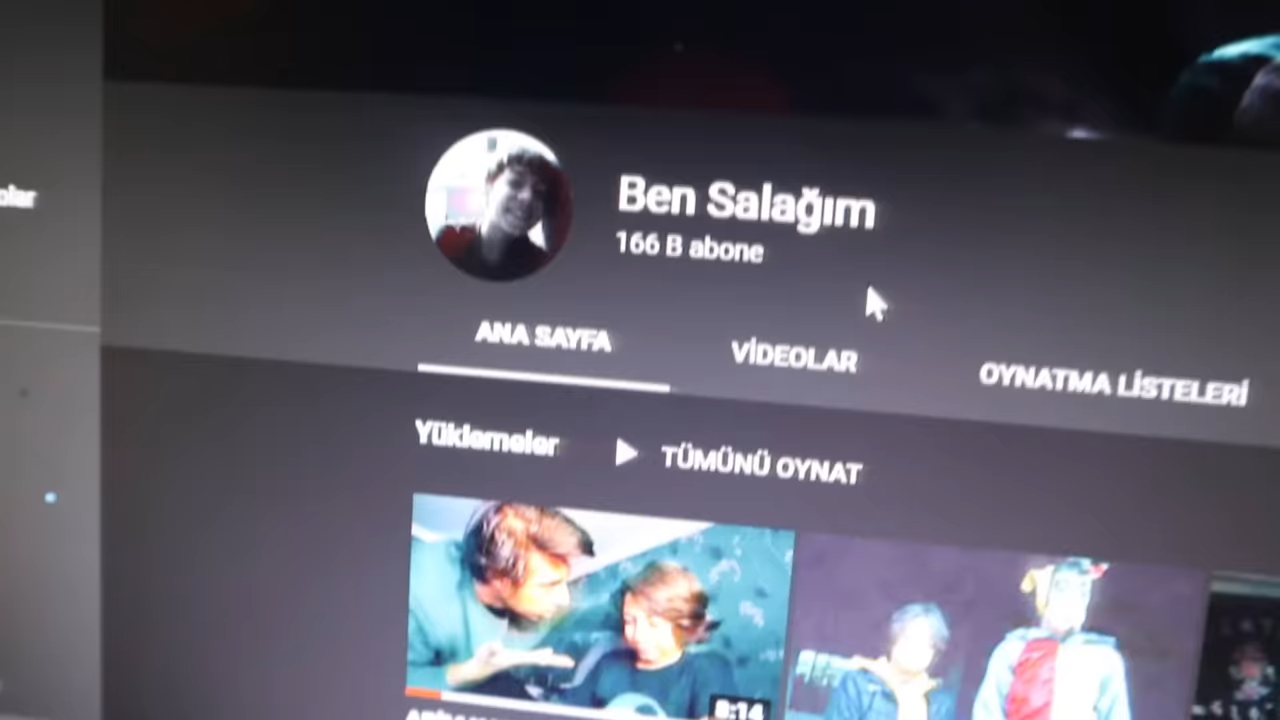 Ben Salağım
166 B abone
ANA SAYFA
VİDEOLAR
OYNATMA LİSTELERİ
Yüklemeler
TÜMÜNÜ OYNAT
8:14